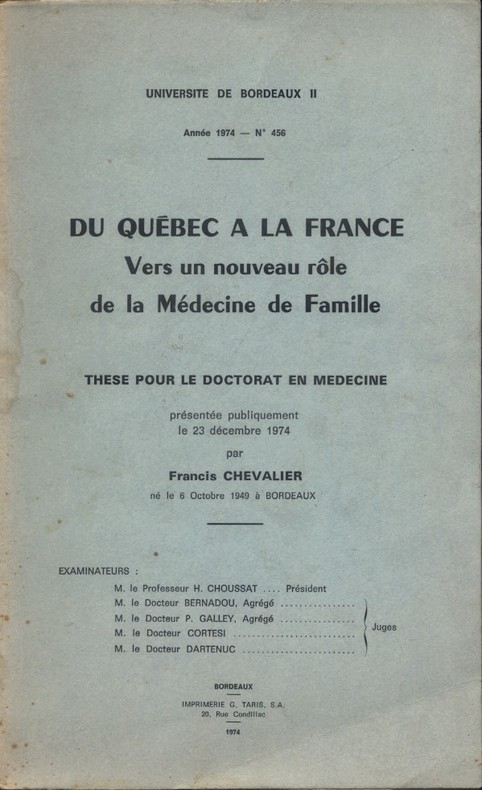 UNIVERSITE DE BORDEAUX II
Année 1974 — N° 456
DU QUÉBEC A LA FRANCE
Vers un nouveau rôle
de la Médecine de Famille
THESE POUR LE DOCTORAT EN MEDECINE
présentée publiquement
le 23 décembre 1974
par
Francis CHEVALIER
né le 6 Octobre 1949 à BORDEAUX
EXAMINATEURS :
M. le Professeur H. CHOUSSAT .... Président
M. le Docteur BERNADOU, Agrégé ................
M. le Docteur P. GALLEY, Agrégé ................
Juges
M. le Docteur CORTESI ..........................
M. le Docteur DARTENUC ........................
BORDEAUX
IMPRIMERIE G. TARIS, S.A.
20, Rue Condillac
1974